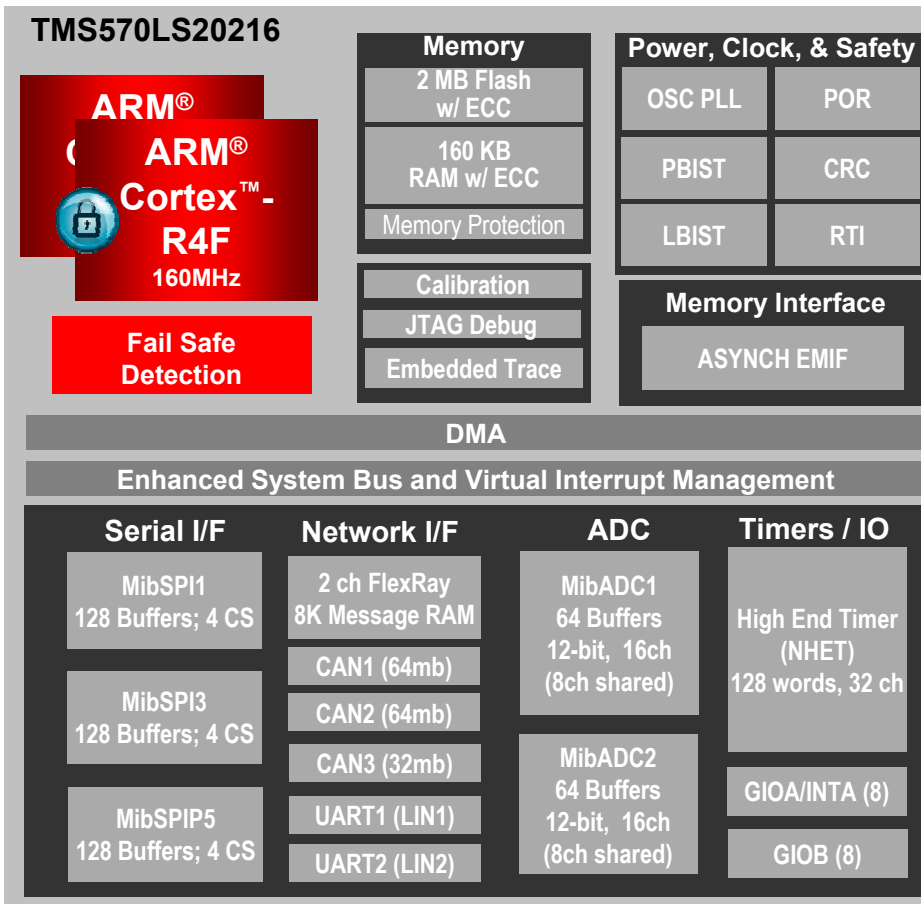 TMS570LS20216
ARM®
C
ARM®
Cortex™-
R4F
160MHz
Fail Safe
Detection
Memory
2 MB Flash
w/ ECC
160 KB
RAM w/ ECC
Memory Protection
Calibration
JTAG Debug
Embedded Trace
Power, Clock, & Safety
OSC PLL
POR
PBIST
CRC
LBIST
RTI
Memory Interface
ASYNCH EMIF
DMA
Enhanced System Bus and Virtual Interrupt Management
Serial I/F
MibSPI1
128 Buffers; 4 CS
MibSPI3
128 Buffers; 4 CS
MibSPIP5
128 Buffers; 4 CS
Network I/F
2 ch FlexRay
8K Message RAM
CAN1 (64mb)
CAN2 (64mb)
CAN3 (32mb)
UART1 (LIN1)
UART2 (LIN2)
ADC
MibADC1
64 Buffers
12-bit, 16ch
(8ch shared)
MibADC2
64 Buffers
12-bit, 16ch
(8ch shared)
Timers / IO
High End Timer
(NHET)
128 words, 32 ch
GIOA/INTA (8)
GIOB (8)